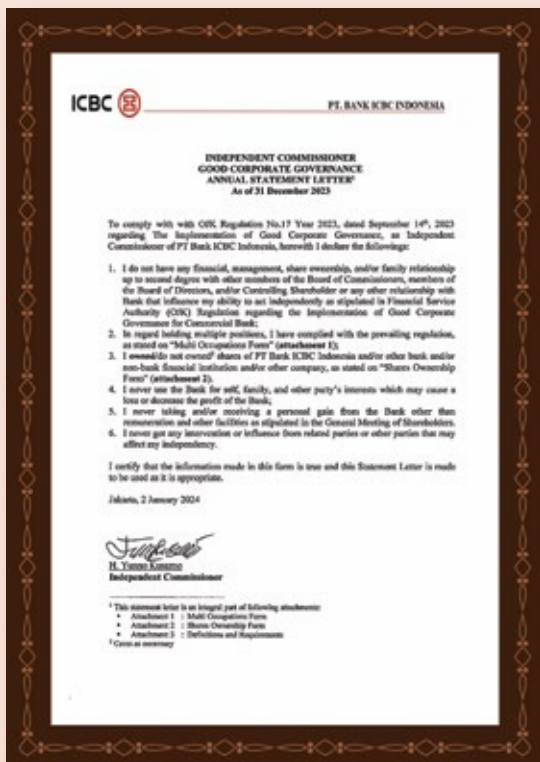 ICBC
PT. BANK ICBC INDONESIA
INDEPENDENT COMMISSIONER
GOOD CORPORATE GOVERNANCE
ANNUAL STATEMENT LETTER¹
As of 31 December 2023
To comply with with OJK Regulation No.17 Year 2023, dated September 14th, 2023
regarding The Implementation of Good Corporate Governance, as Independent
Commissioner of PT Bank ICBC Indonesia, herewith I declare the followings:
1. I do not have any financial, management, share ownership, and/or family relationship
up to second degree with other members of the Board of Commissioners, members of
the Board of Directors, and/or Controlling Shareholder or any other relationship with
Bank that influence my ability to act independently as stipulated in Financial Service
Authority (OJK) Regulation regarding the Implementation of Good Corporate
Governance for Commercial Bank;
2. In regard holding multiple positions, I have complied with the prevailing regulation,
as stated on "Multi Occupations Form" (attachment 1);
3. I owned/do not owned² shares of PT Bank ICBC Indonesia and/or other bank and/or
non-bank financial institution and/or other company, as stated on "Shares Ownership
Form" (attachment 2).
4. I never use the Bank for self, family, and other party's interests which may cause a
loss or decrease the profit of the Bank;
5. I never taking and/or receiving a personal gain from the Bank other than
remuneration and other facilities as stipulated in the General Meeting of Shareholders.
6. I never got any intervention or influence from related parties or other parties that may
affect my independency.
I certify that the information made in this form is true and this Statement Letter is made
to be used as it is appropriate.
Jakarta, 2 January 2024
H. Yunno Kusumo
Independent Commissioner
¹ This statement letter is an integral part of following attachments:
• Attachment 1 : Multi Occupations Form
• Attachment 2 : Shares Ownership Form
• Attachment 3 : Definitions and Requirements
² Cross as necessary